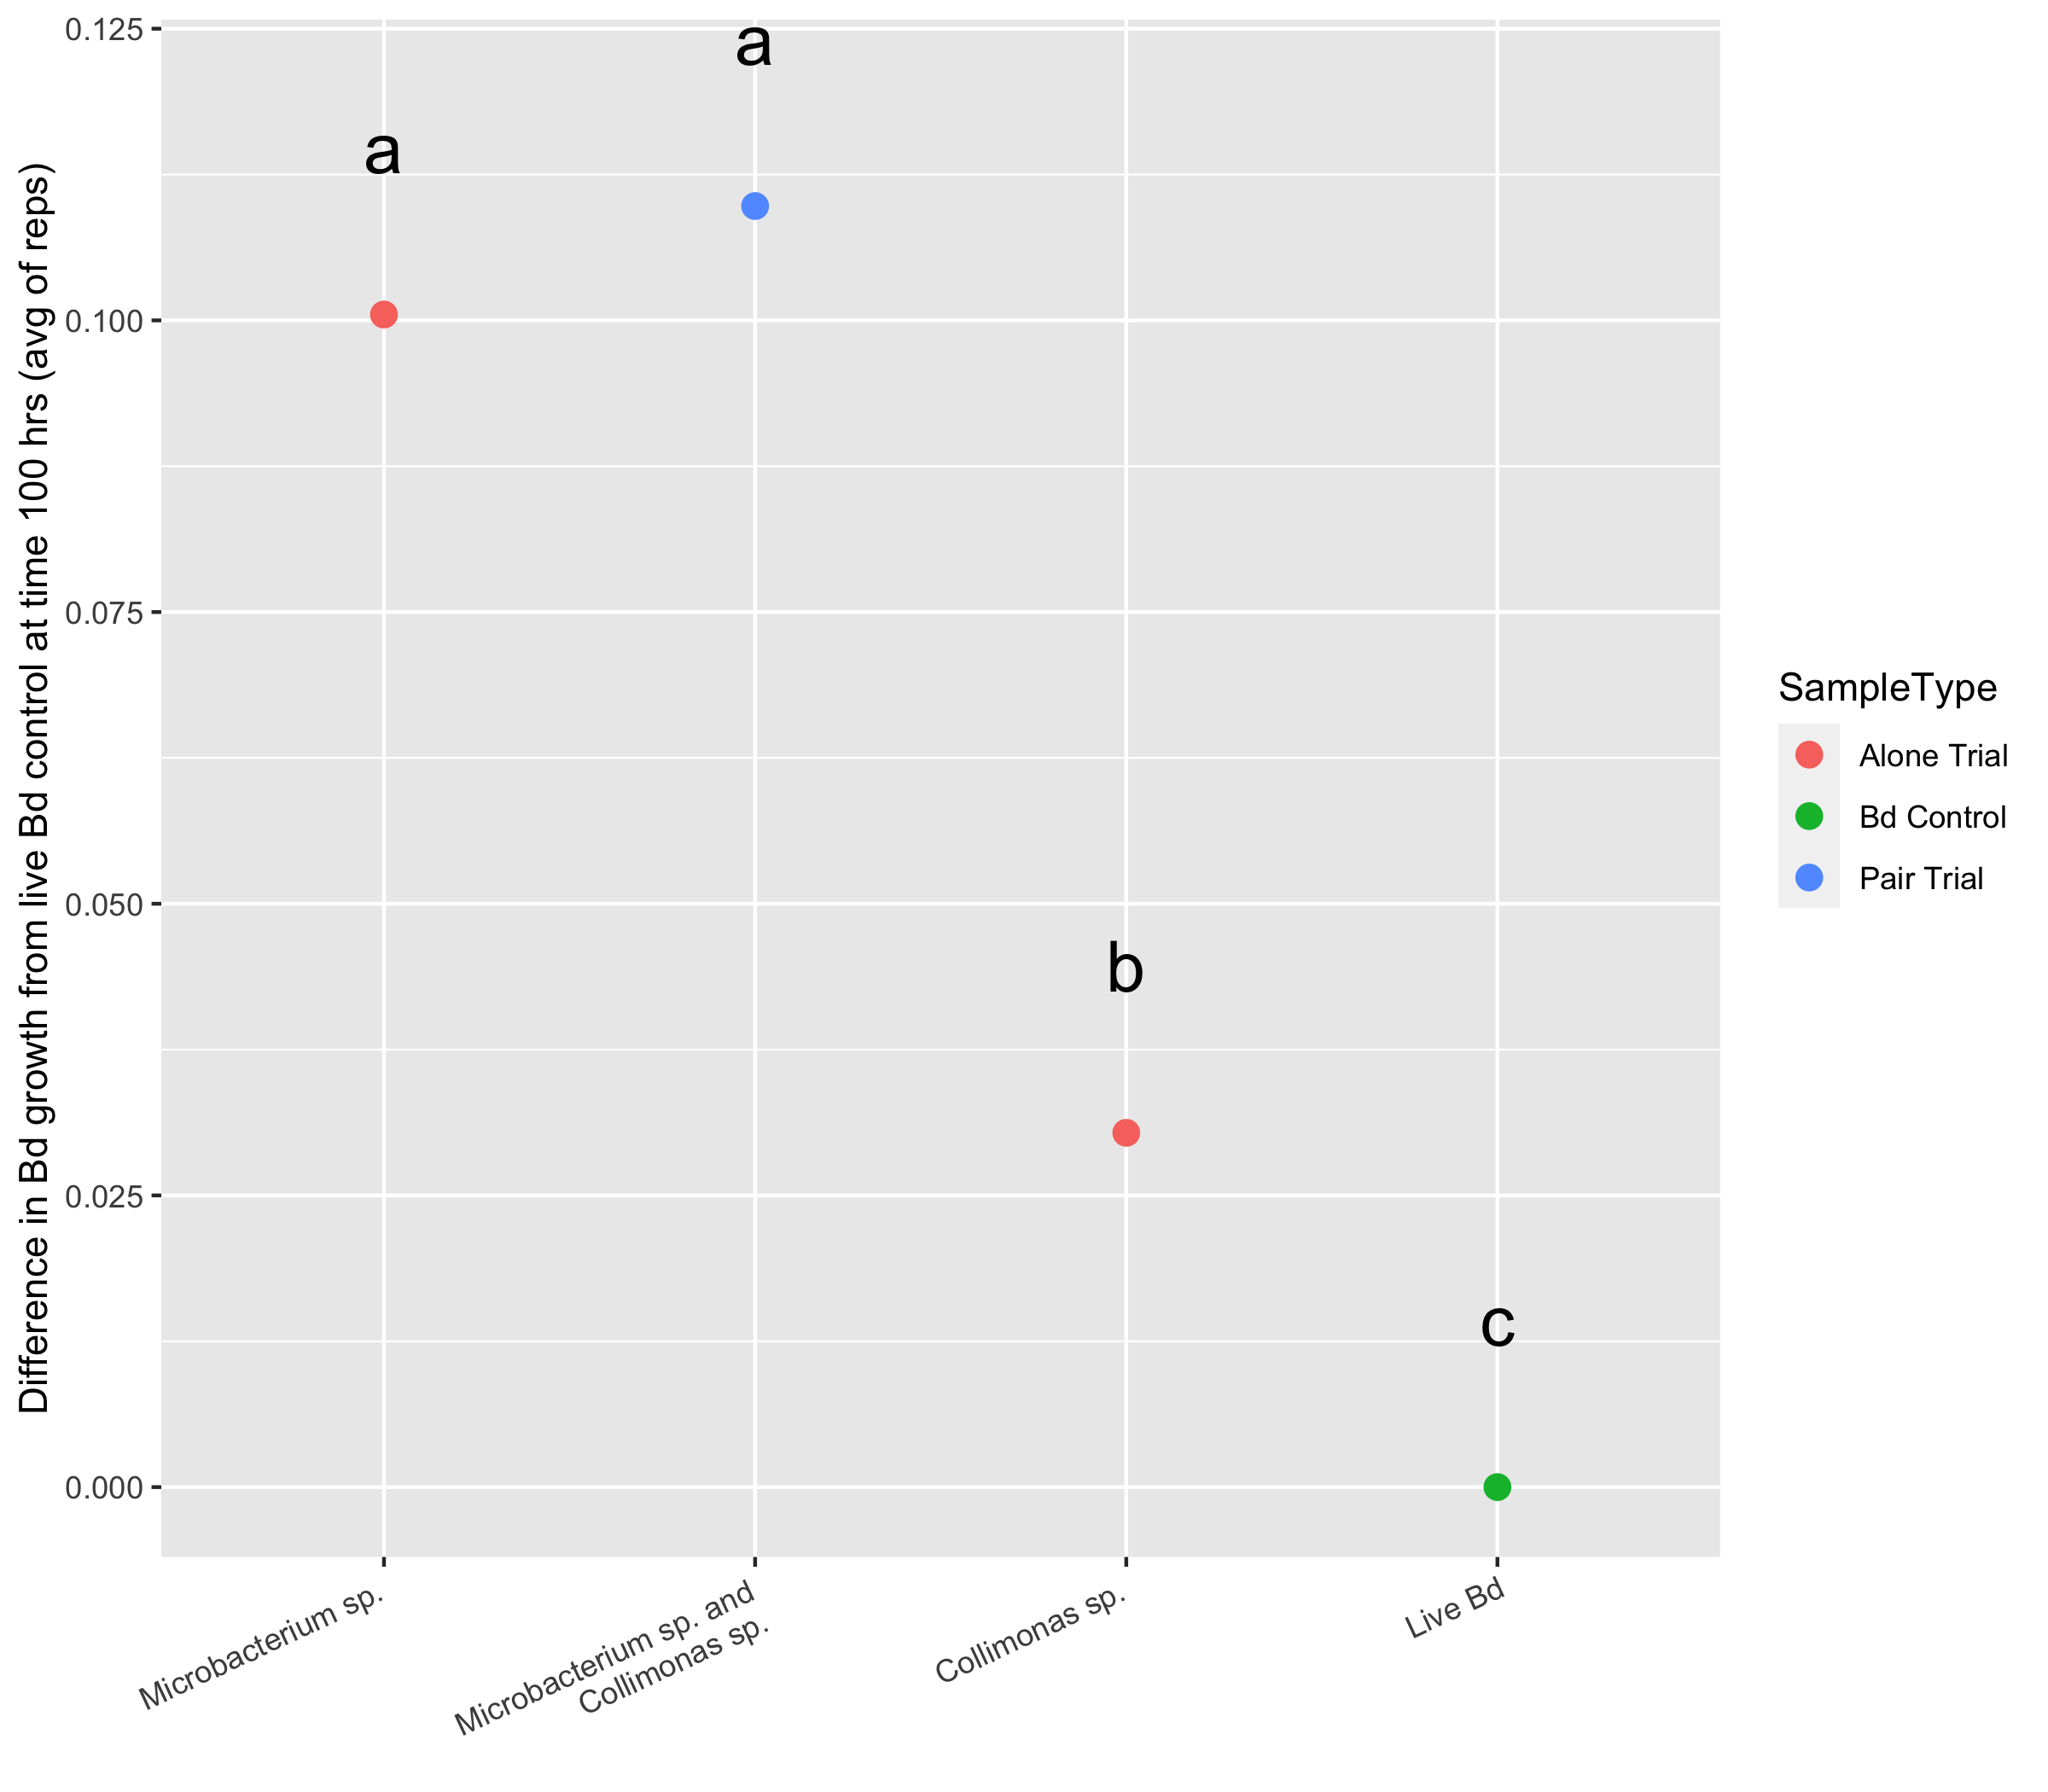 Difference in Bd growth from live Bd control at time 100 hrs (avg of reps)
0.125
0.100
0.075
0.050
0.025
0.000
a
a
b
c
Microbacterium sp.
Microbacterium sp. and
Collimonas sp.
Collimonas sp.
Live Bd
SampleType
Alone Trial
Bd Control
Pair Trial